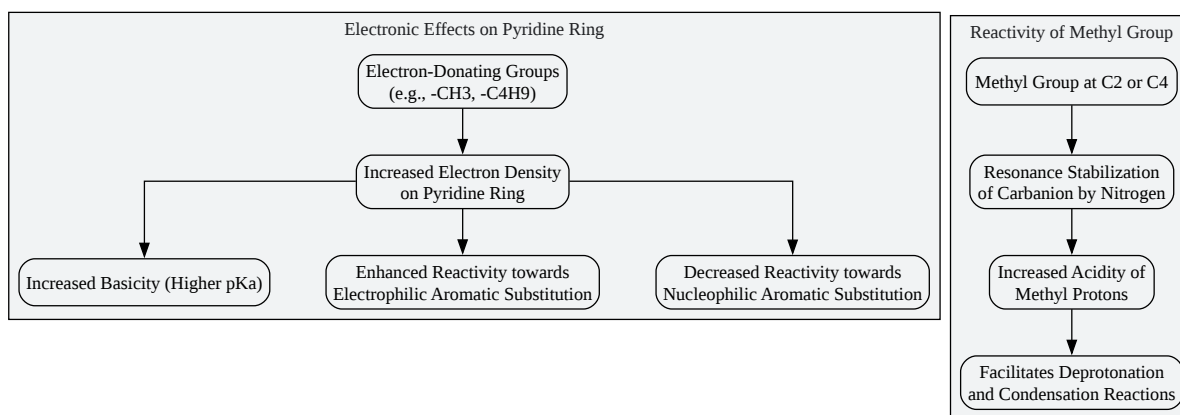 Electronic Effects on Pyridine Ring
Electron-Donating Groups
(e.g., -CH3, -C4H9)
Increased Electron Density
on Pyridine Ring
Increased Basicity (Higher pKa)
Enhanced Reactivity towards
Electrophilic Aromatic Substitution
Decreased Reactivity towards
Nucleophilic Aromatic Substitution
Reactivity of Methyl Group
Methyl Group at C2 or C4
Resonance Stabilization
of Carbanion by Nitrogen
Increased Acidity of
Methyl Protons
Facilitates Deprotonation
and Condensation Reactions